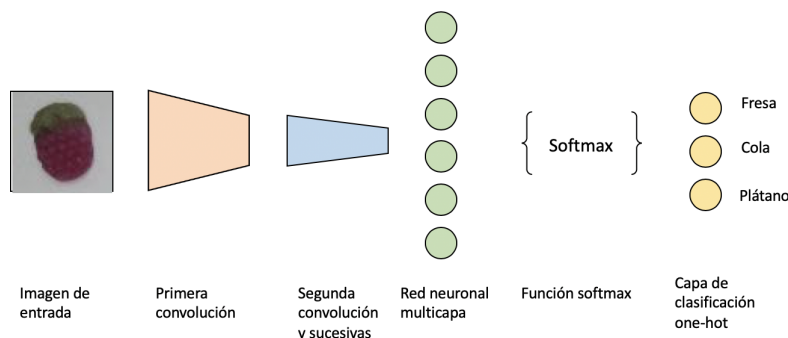 Softmax
Fresa
Cola
Plátano
Imagen de
entrada
Primera
convolución
Segunda
convolución
y sucesivas
Red neuronal
multicapa
Función softmax
Capa de
clasificación
one-hot